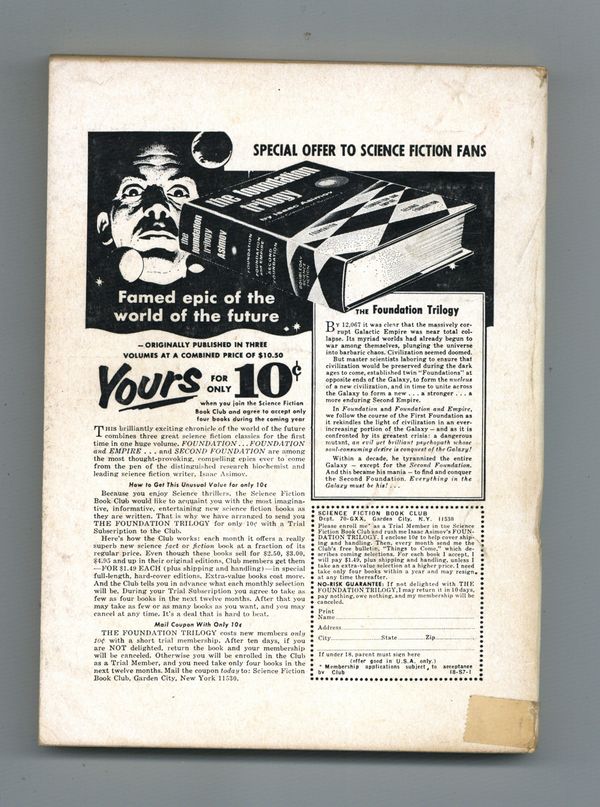 SPECIAL OFFER TO SCIENCE FICTION FANS
the foundation
trilogy
by Isaac Asimov
the
foundation
trilogy
Asimov
FOUNDATION
FOUNDATION
AND EMPIRE
SECOND
FOUNDATION
DOUBLEDAY
SCIENCE
FICTION
Famed epic of the
world of the future
—ORIGINALLY PUBLISHED IN THREE
VOLUMES AT A COMBINED PRICE OF $10.50
Yours FOR ONLY 10¢
when you join the Science Fiction
Book Club and agree to accept only
four books during the coming year
THIS brilliantly exciting chronicle of the world of the future
combines three great science fiction classics for the first
time in one huge volume. FOUNDATION...FOUNDATION
and EMPIRE...and SECOND FOUNDATION are among
the most thought-provoking, compelling epics ever to come
from the pen of the distinguished research biochemist and
leading science fiction writer, Isaac Asimov.
How to Get This Unusual Value for only 10¢
Because you enjoy Science thrillers, the Science Fiction
Book Club would like to acquaint you with the most imagina-
tive, informative, entertaining new science fiction books as
they are written. That is why we have arranged to send you
THE FOUNDATION TRILOGY for only 10¢ with a Trial
Subscription to the Club.
Here's how the Club works: each month it offers a really
superb new science fact or fiction book at a fraction of its
regular price. Even though these books sell for $2.50, $3.00,
$4.95 and up in their original editions, Club members get them
—FOR $1.49 EACH (plus shipping and handling)—in special
full-length, hard-cover editions. Extra-value books cost more.
And the Club tells you in advance what each monthly selection
will be. During your Trial Subscription you agree to take as
few as four books in the next twelve months. After that you
may take as few or as many books as you want, and you may
cancel at any time. It's a deal that is hard to beat.
Mail Coupon With Only 10¢
THE FOUNDATION TRILOGY costs new members only
10¢ with a short trial membership. After ten days, if you
are NOT delighted, return the book and your membership
will be canceled. Otherwise you will be enrolled in the Club
as a Trial Member, and you need take only four books in the
next twelve months. Mail the coupon today to: Science Fiction
Book Club, Garden City, New York 11530.
THE Foundation Trilogy
BY 12,067 it was clear that the massively cor-
rupt Galactic Empire was near total col-
lapse. Its myriad worlds had already begun to
war among themselves, plunging the universe
into barbaric chaos. Civilization seemed doomed.
But master scientists laboring to ensure that
civilization would be preserved during the dark
ages to come, established twin "Foundations" at
opposite ends of the Galaxy, to form the nucleus
of a new civilization, and in time to unite across
the Galaxy to form a new ... a stronger ... a
more enduring Second Empire.
In Foundation and Foundation and Empire,
we follow the course of the First Foundation as
it rekindles the light of civilization in an ever-
increasing portion of the Galaxy — and as it is
confronted by its greatest crisis: a dangerous
mutant, an evil yet brilliant psychopath whose
soul-consuming desire is conquest of the Galaxy!
Within a decade, he tyrannized the entire
Galaxy — except for the Second Foundation.
And this became his mania — to find and conquer
the Second Foundation. Everything in the
Galaxy must be his!...
SCIENCE FICTION BOOK CLUB
Dept. 70-GXX, Garden City, N.Y. 11530
Please enroll me* as a Trial Member in the Science
Fiction Book Club and rush me Isaac Asimov's FOUN-
DATION TRILOGY. I enclose 10¢ to help cover ship-
ping and handling. Then, every month send me the
Club's free bulletin, "Things to Come," which de-
scribes coming selections. For each book I accept, I
will pay $1.49, plus shipping and handling, unless I
take an extra-value selection at a higher price. I need
take only four books within a year and may resign
at any time thereafter.
NO-RISK GUARANTEE: If not delighted with THE
FOUNDATION TRILOGY, I may return it in 10 days,
pay nothing, owe nothing, and my membership will be
canceled.
Print
Name
Address
City State Zip
If under 18, parent must sign here
(offer good in U.S.A. only.)
* Membership applications subject to acceptance
by Club 18-S7-1